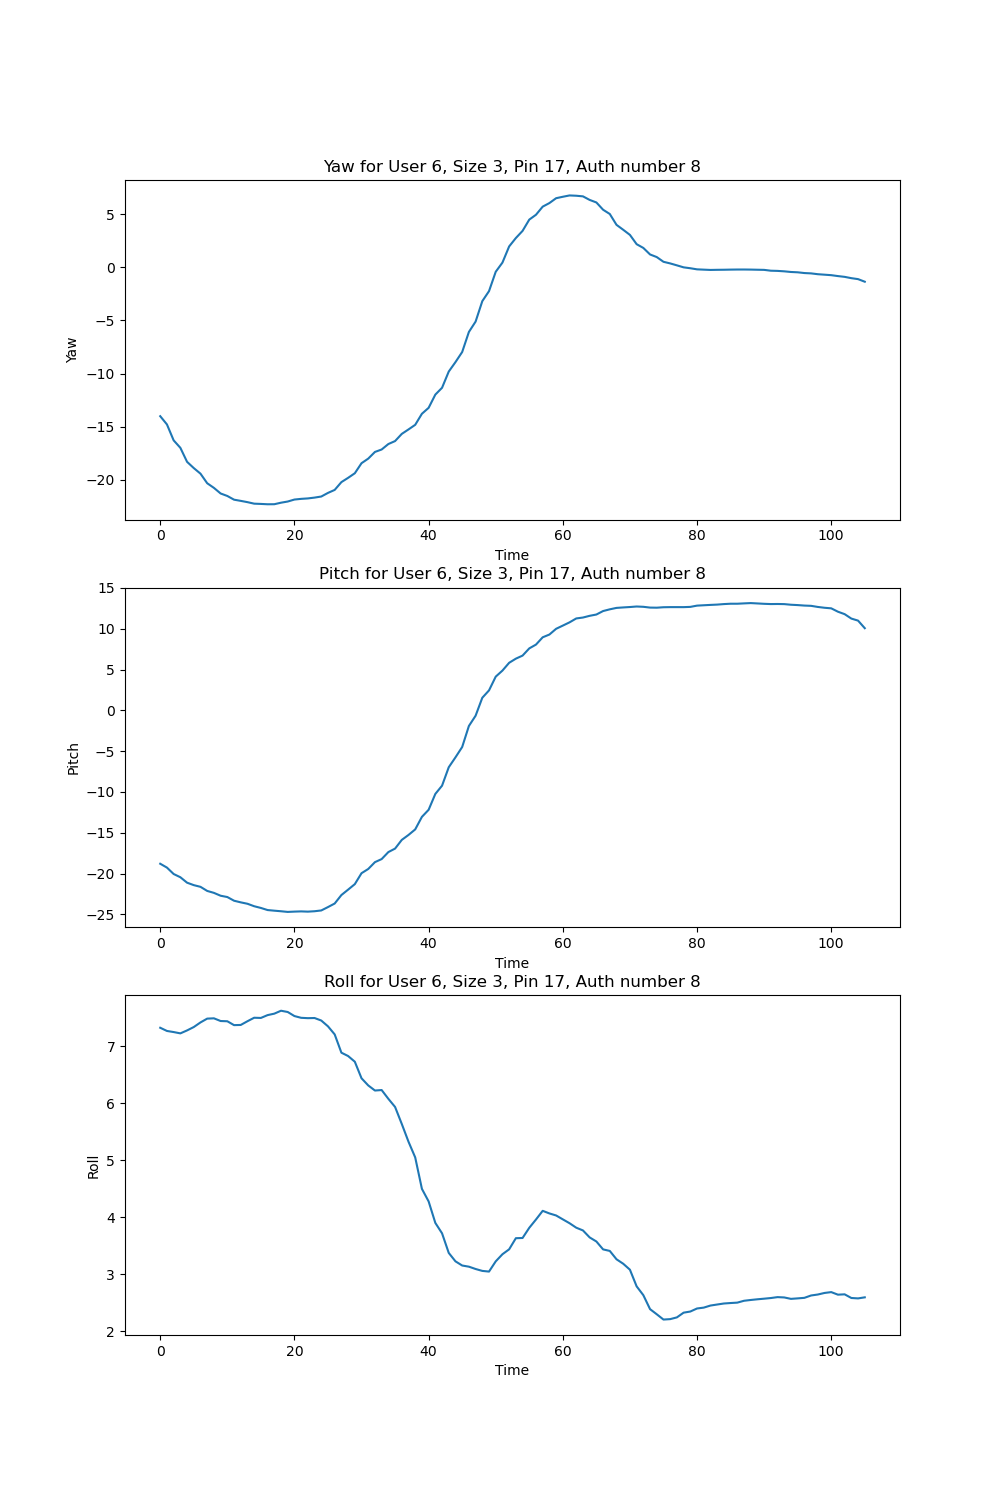 Yaw for User 6, Size 3, Pin 17, Auth number 8
5
0
−5
−10
−15
−20
Yaw
0 20 40 60 80 100
Time
Pitch for User 6, Size 3, Pin 17, Auth number 8
15
10
5
0
−5
−10
−15
−20
−25
Pitch
0 20 40 60 80 100
Time
Roll for User 6, Size 3, Pin 17, Auth number 8
7
6
5
4
3
2
Roll
0 20 40 60 80 100
Time